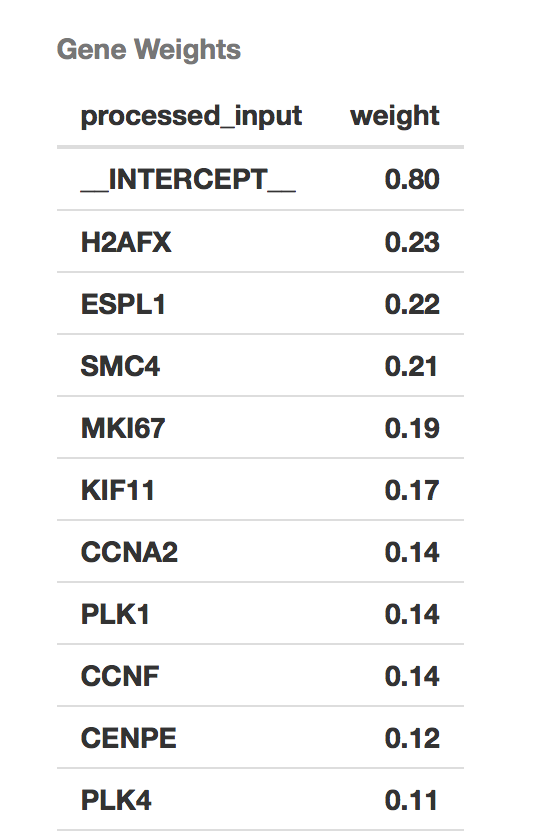 Gene Weights
processed_input weight
__INTERCEPT__ 0.80
H2AFX 0.23
ESPL1 0.22
SMC4 0.21
MKI67 0.19
KIF11 0.17
CCNA2 0.14
PLK1 0.14
CCNF 0.14
CENPE 0.12
PLK4 0.11